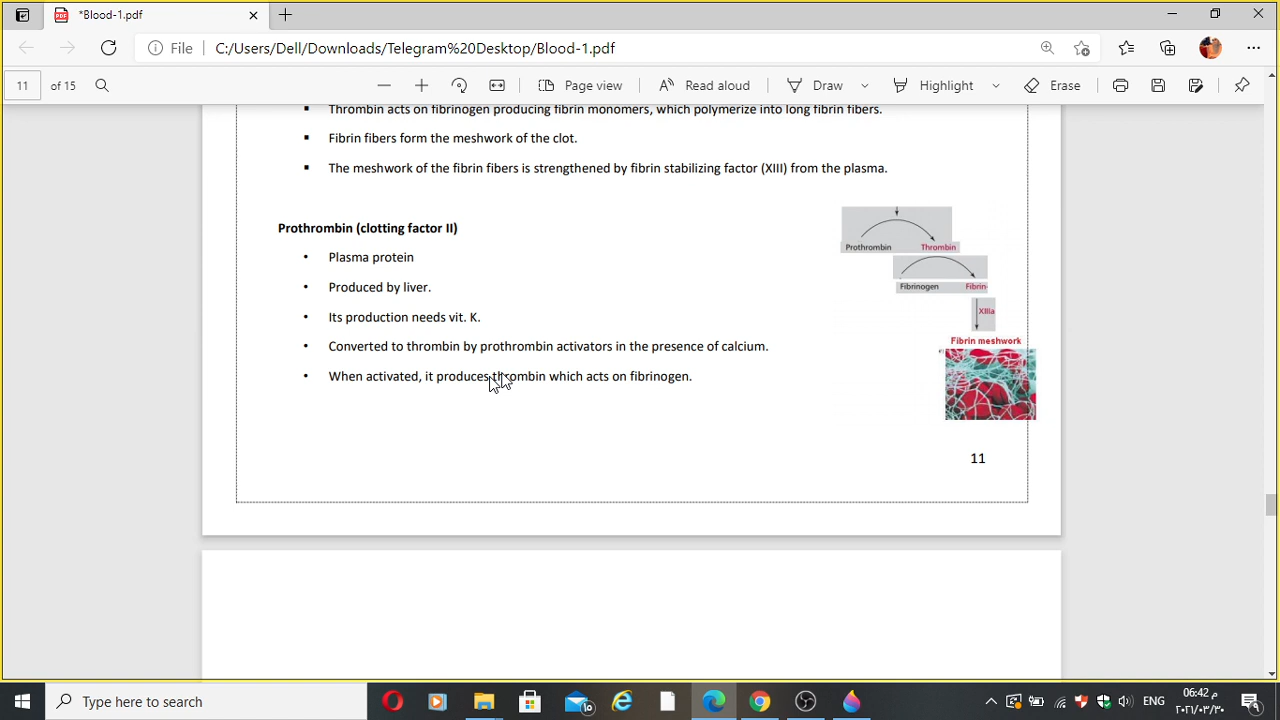 *Blood-1.pdf
File C:/Users/Dell/Downloads/Telegram%20Desktop/Blood-1.pdf
11 of 15 Page view Read aloud Draw Highlight Erase
Thrombin acts on fibrinogen producing fibrin monomers, which polymerize into long fibrin fibers.
Fibrin fibers form the meshwork of the clot.
The meshwork of the fibrin fibers is strengthened by fibrin stabilizing factor (XIII) from the plasma.
Prothrombin (clotting factor II)
Plasma protein
Produced by liver.
Its production needs vit. K.
Converted to thrombin by prothrombin activators in the presence of calcium.
When activated, it produces thrombin which acts on fibrinogen.
Prothrombin Thrombin
Fibrinogen Fibrin
XIIIa
Fibrin meshwork
11
Type here to search
ENG
06:42 م
٢٠٢١/٣/٣٠